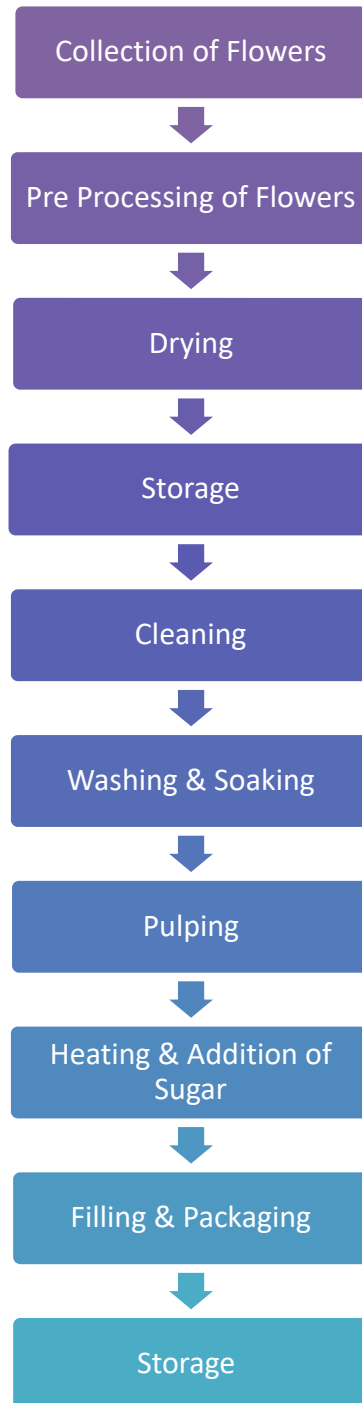 Collection of Flowers
Pre Processing of Flowers
Drying
Storage
Cleaning
Washing & Soaking
Pulping
Heating & Addition of
Sugar
Filling & Packaging
Storage